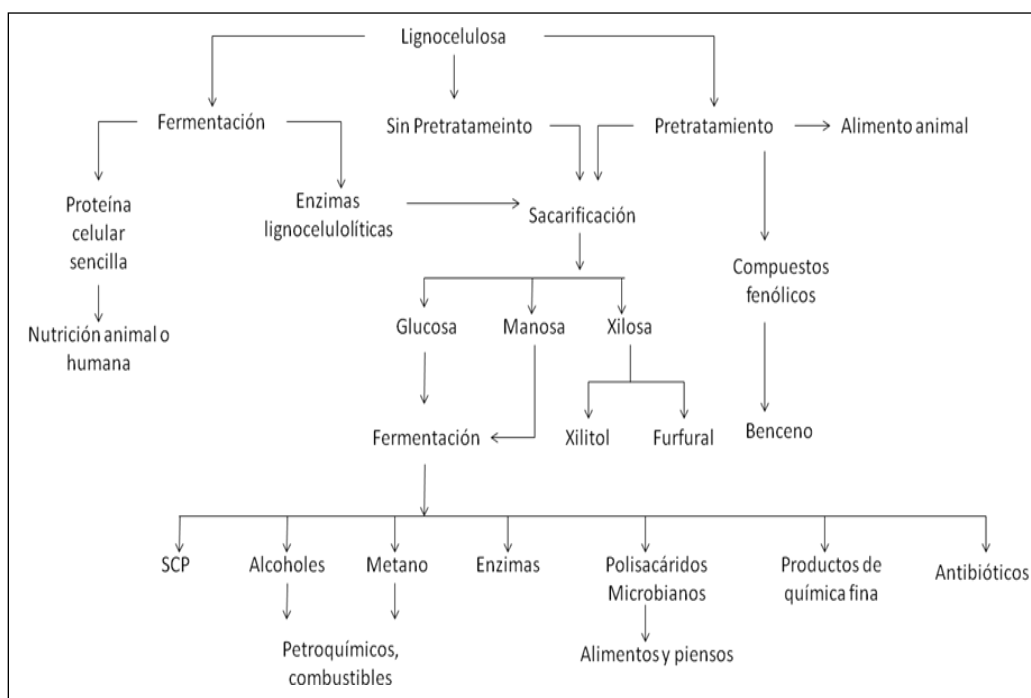 Lignocelulosa
Fermentación
Sin Pretratameinto
Pretratamiento
Alimento animal
Proteína
celular
sencilla
Enzimas
lignocelulolíticas
Sacarificación
Compuestos
fenólicos
Nutrición animal o
humana
Glucosa
Manosa
Xilosa
Fermentación
Xilitol
Furfural
Benceno
SCP
Alcoholes
Metano
Enzimas
Polisacáridos
Microbianos
Productos de
química fina
Antibióticos
Petroquímicos,
combustibles
Alimentos y piensos